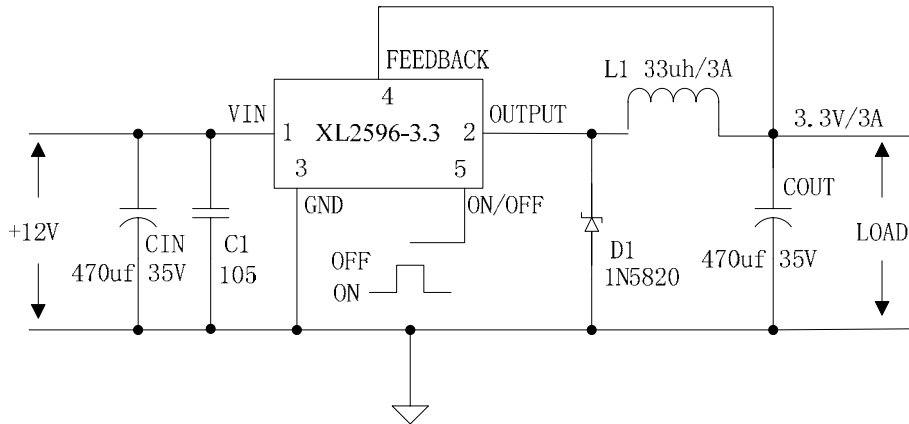 FEEDBACK
L1 33uh/3A
4
VIN
OUTPUT
3.3V/3A
1 XL2596-3.3 2
3 5
GND
ON/OFF
COUT
+12V
CIN
C1
470uf 35V
105
OFF
ON
D1
1N5820
470uf 35V
LOAD